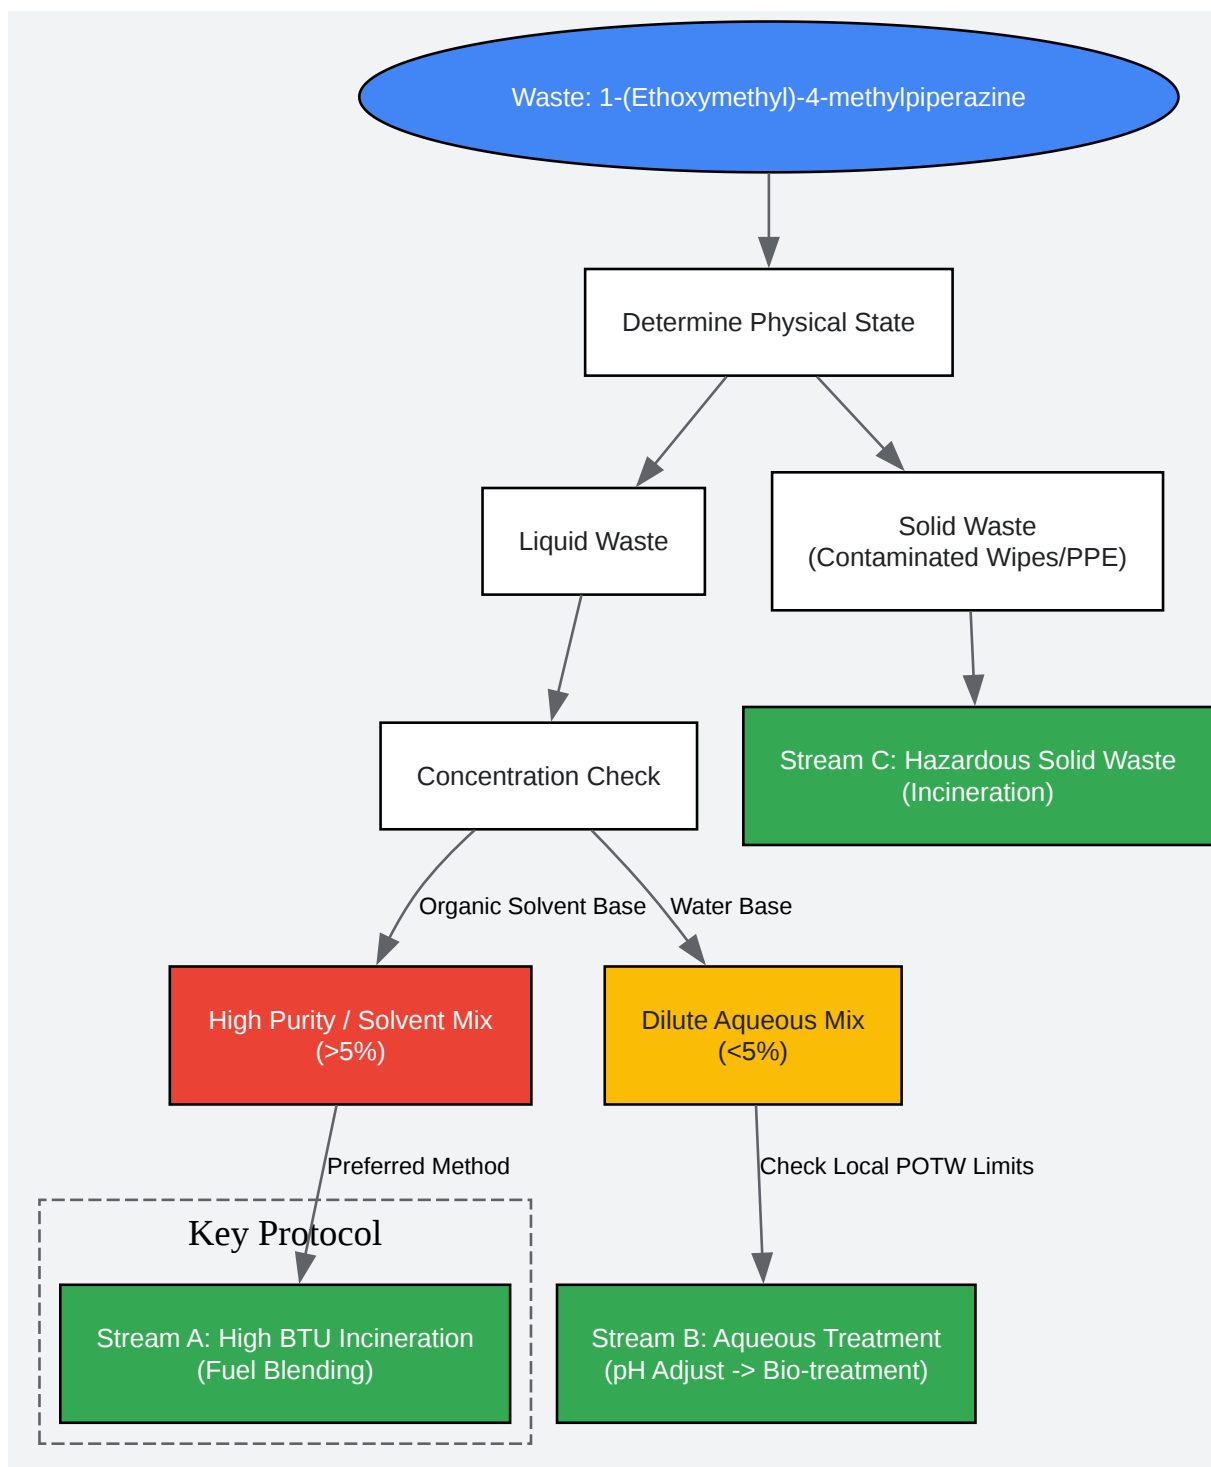 Waste: 1-(Ethoxymethyl)-4-methylpiperazine
Determine Physical State
Liquid Waste
Solid Waste
(Contaminated Wipes/PPE)
Concentration Check
Stream C: Hazardous Solid Waste
(Incineration)
Organic Solvent Base
Water Base
High Purity / Solvent Mix
(>5%)
Dilute Aqueous Mix
(<5%)
Preferred Method
Check Local POTW Limits
Key Protocol
Stream A: High BTU Incineration
(Fuel Blending)
Stream B: Aqueous Treatment
(pH Adjust -> Bio-treatment)